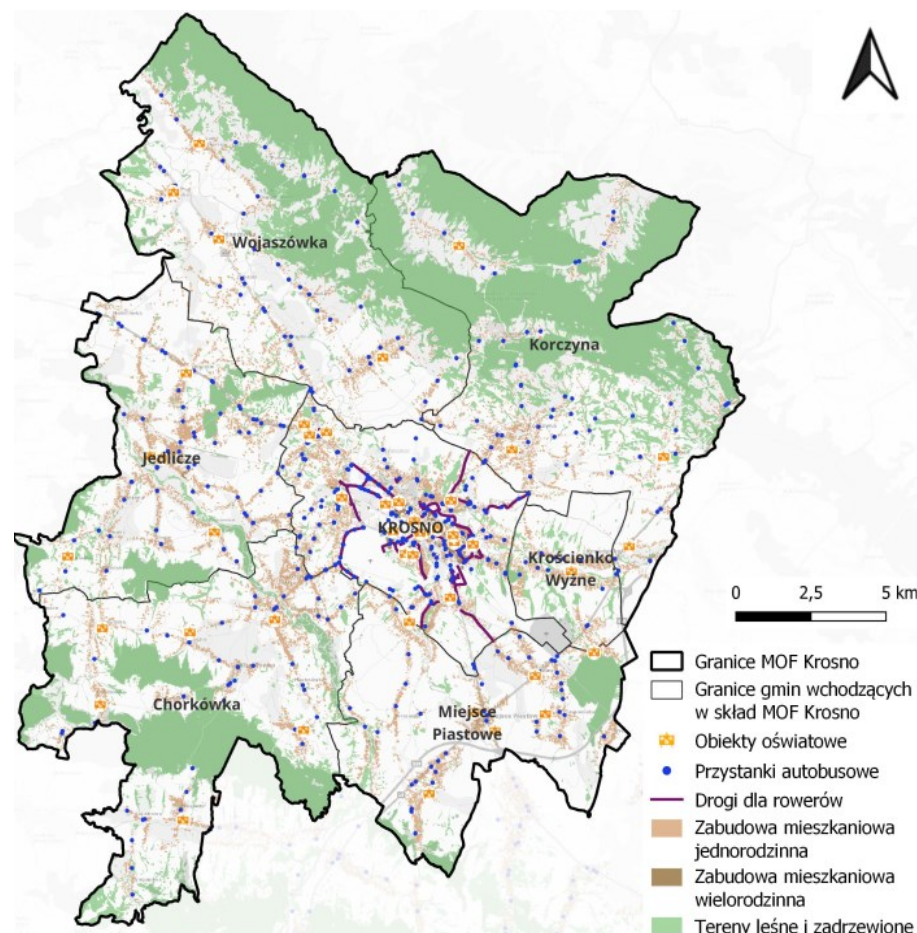 Wojaszówka
Korczyna
Jedlicze
KROSNO
Krościenko
Wyżne
Chorkówka
Miejsce
Piastowe
0 2,5 5 km
Granice MOF Krosno
Granice gmin wchodzących
w skład MOF Krosno
Obiekty oświatowe
Przystanki autobusowe
Drogi dla rowerów
Zabudowa mieszkaniowa
jednorodzinna
Zabudowa mieszkaniowa
wielorodzinna
Tereny leśne i zadrzewione